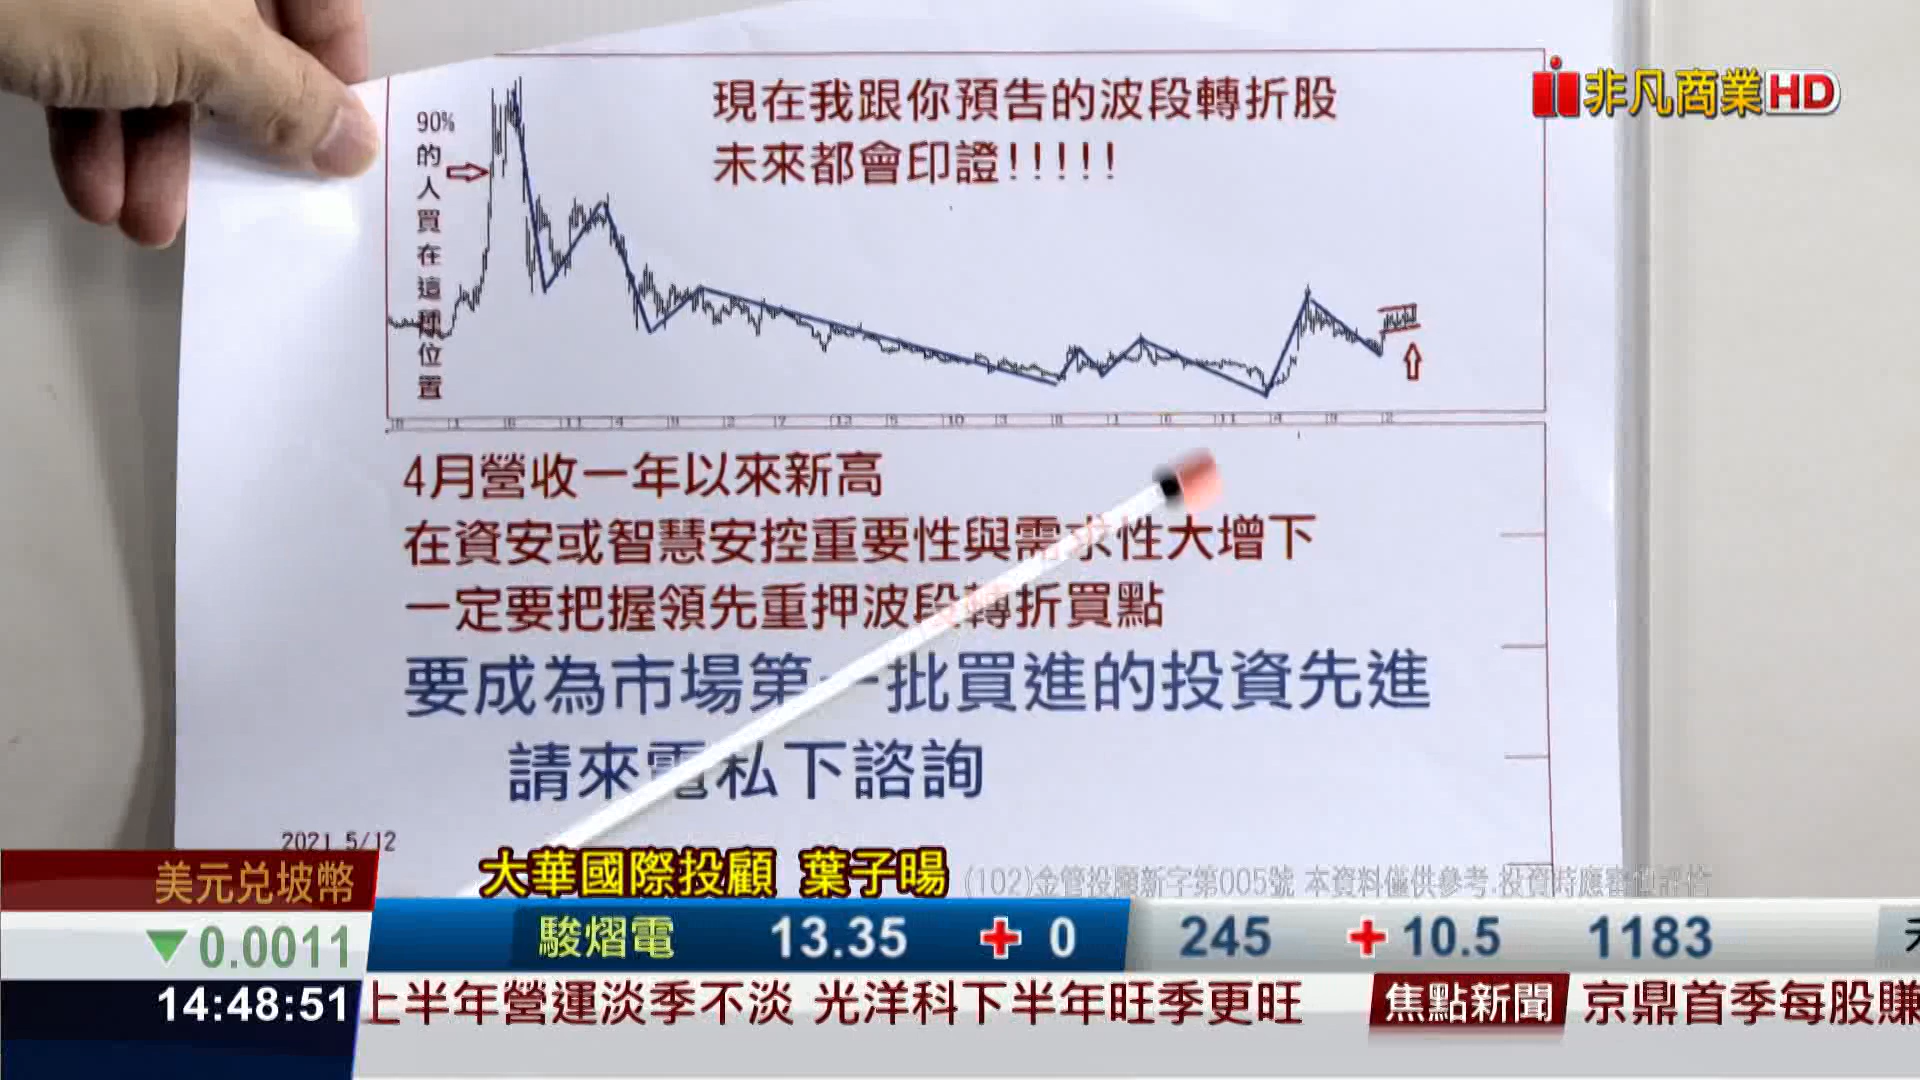 非凡商業HD
現在我跟你預告的波段轉折股
未來都會印證!!!!!
90%
的
人
買
在
這
種
位
置
4月營收一年以來新高
在資安或智慧安控重要性與需求性大增下
一定要把握領先重押波段轉折買點
要成為市場第一批買進的投資先進
請來電私下諮詢
2021 5/12
大華國際投顧 葉子暘
(102)金管投顧新字第005號 本資料僅供參考.投資時應審慎評估
美元兌坡幣
▼0.0011
駿熠電 13.35 + 0 245 + 10.5 1183
14:48:51
上半年營運淡季不淡 光洋科下半年旺季更旺 焦點新聞 京鼎首季每股賺